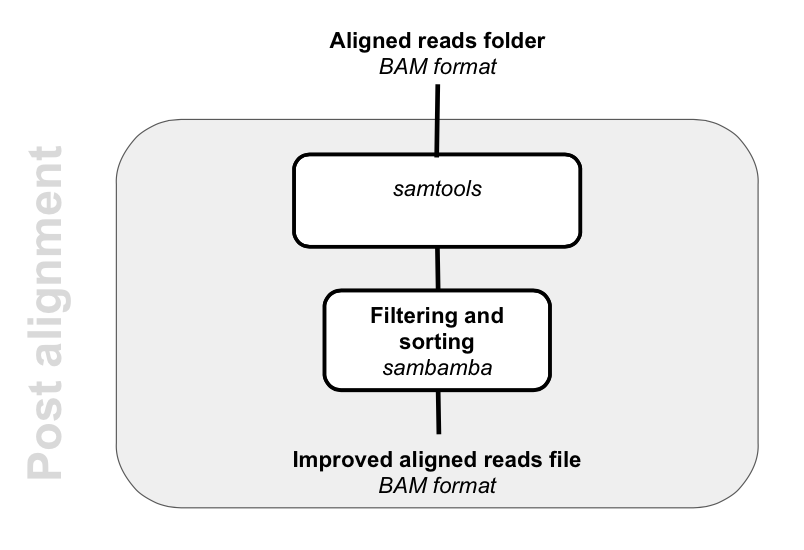 Aligned reads folder
BAM format
Post alignment
samtools
Filtering and
sorting
sambamba
Improved aligned reads file
BAM format